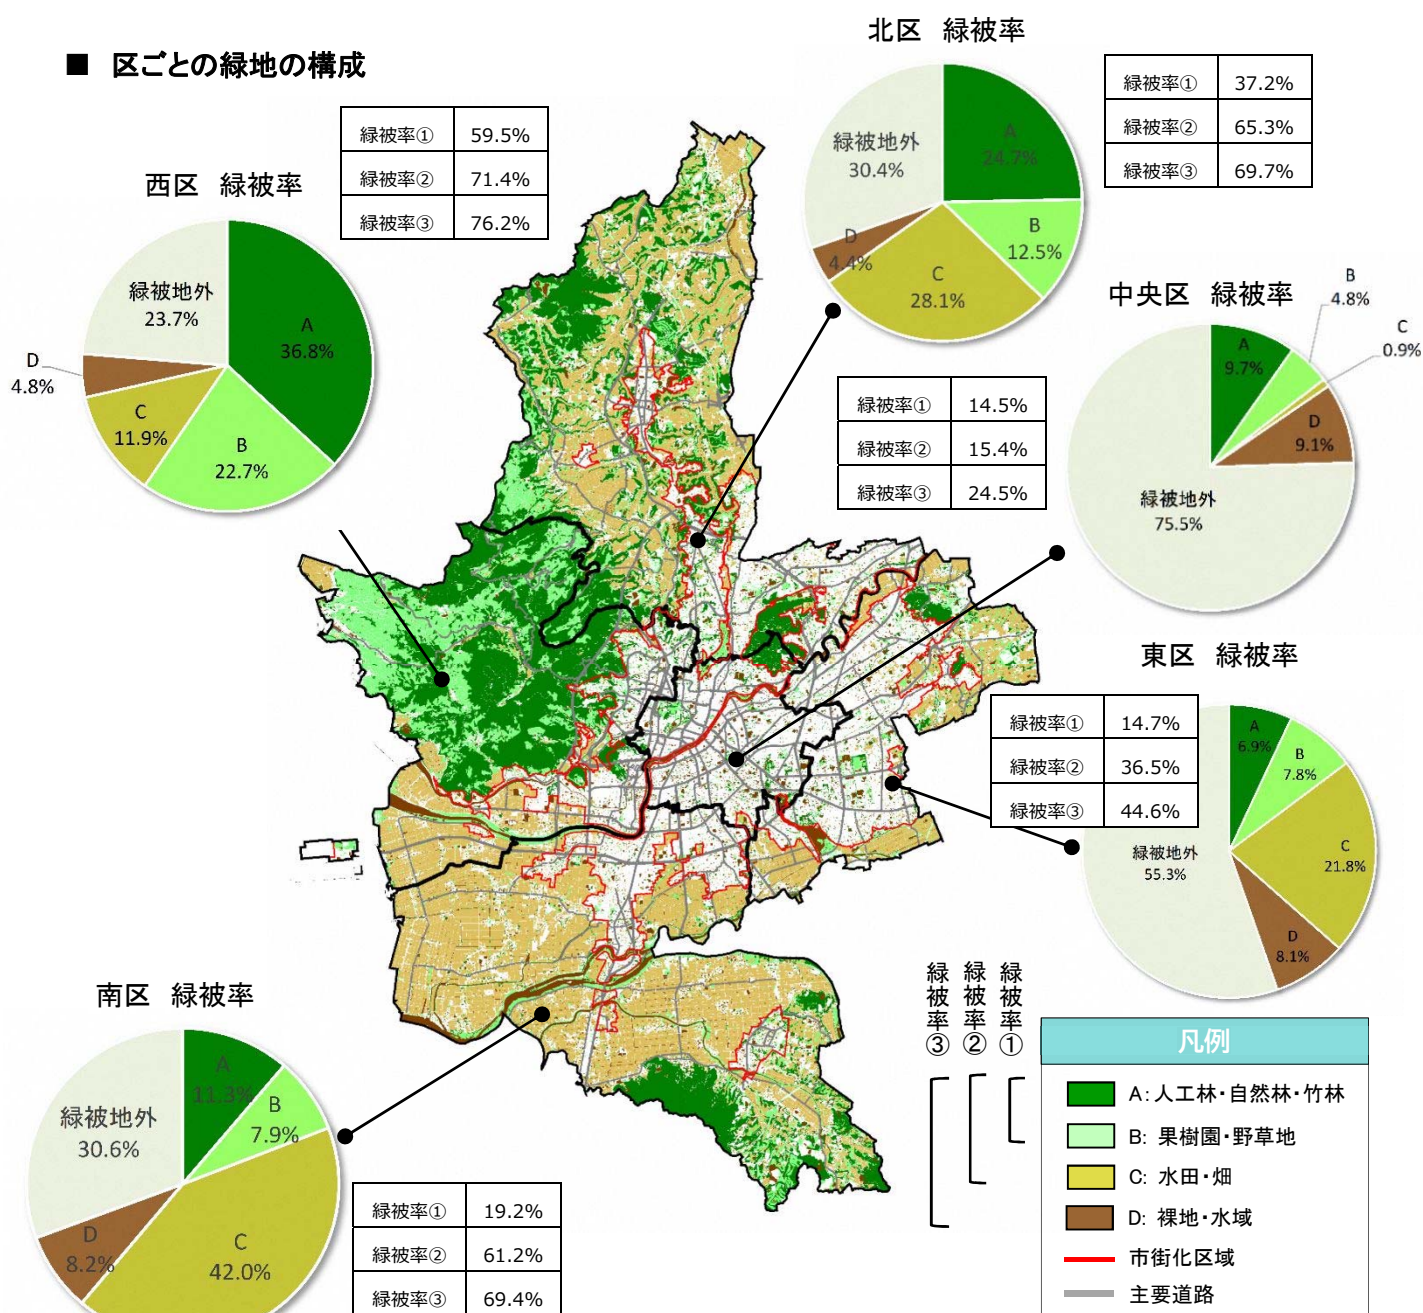 ■ 区ごとの緑地の構成
西区 緑被率
緑被率① 59.5%
緑被率② 71.4%
緑被率③ 76.2%
緑被地外
23.7%
A
36.8%
B
22.7%
C
11.9%
D
4.8%
北区 緑被率
緑被率① 37.2%
緑被率② 65.3%
緑被率③ 69.7%
緑被地外
30.4%
A
24.7%
B
12.5%
C
28.1%
D
4.4%
中央区 緑被率
緑被率① 14.5%
緑被率② 15.4%
緑被率③ 24.5%
A
9.7%
B
4.8%
C
0.9%
D
9.1%
緑被地外
75.5%
東区 緑被率
緑被率① 14.7%
緑被率② 36.5%
緑被率③ 44.6%
A
6.9%
B
7.8%
C
21.8%
D
8.1%
緑被地外
55.3%
南区 緑被率
緑被率① 19.2%
緑被率② 61.2%
緑被率③ 69.4%
緑被地外
30.6%
A
11.3%
B
7.9%
C
42.0%
D
8.2%
緑被率③
緑被率②
緑被率①
凡例
A:人工林・自然林・竹林
B: 果樹園・野草地
C: 水田・畑
D: 裸地・水域
市街化区域
主要道路